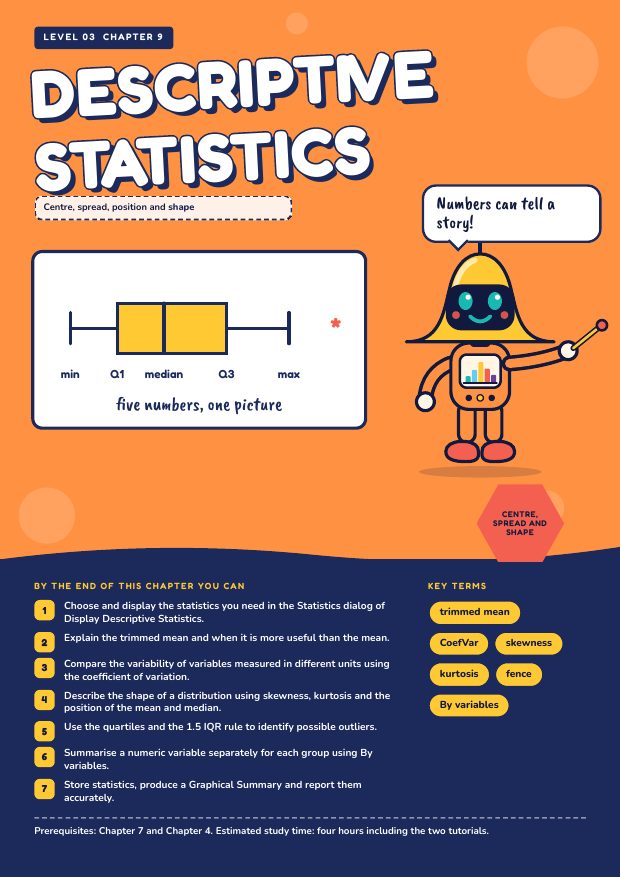 LEVEL 03 CHAPTER 9
DESCRIPTIVE
STATISTICS
Centre, spread, position and shape
Numbers can tell a
story!
*
min Q1 median Q3 max
five numbers, one picture
CENTRE,
SPREAD AND
SHAPE
BY THE END OF THIS CHAPTER YOU CAN
1 Choose and display the statistics you need in the Statistics dialog of
Display Descriptive Statistics.
2 Explain the trimmed mean and when it is more useful than the mean.
3 Compare the variability of variables measured in different units using
the coefficient of variation.
4 Describe the shape of a distribution using skewness, kurtosis and the
position of the mean and median.
5 Use the quartiles and the 1.5 IQR rule to identify possible outliers.
6 Summarise a numeric variable separately for each group using By
variables.
7 Store statistics, produce a Graphical Summary and report them
accurately.
KEY TERMS
trimmed mean
CoefVar skewness
kurtosis fence
By variables
Prerequisites: Chapter 7 and Chapter 4. Estimated study time: four hours including the two tutorials.